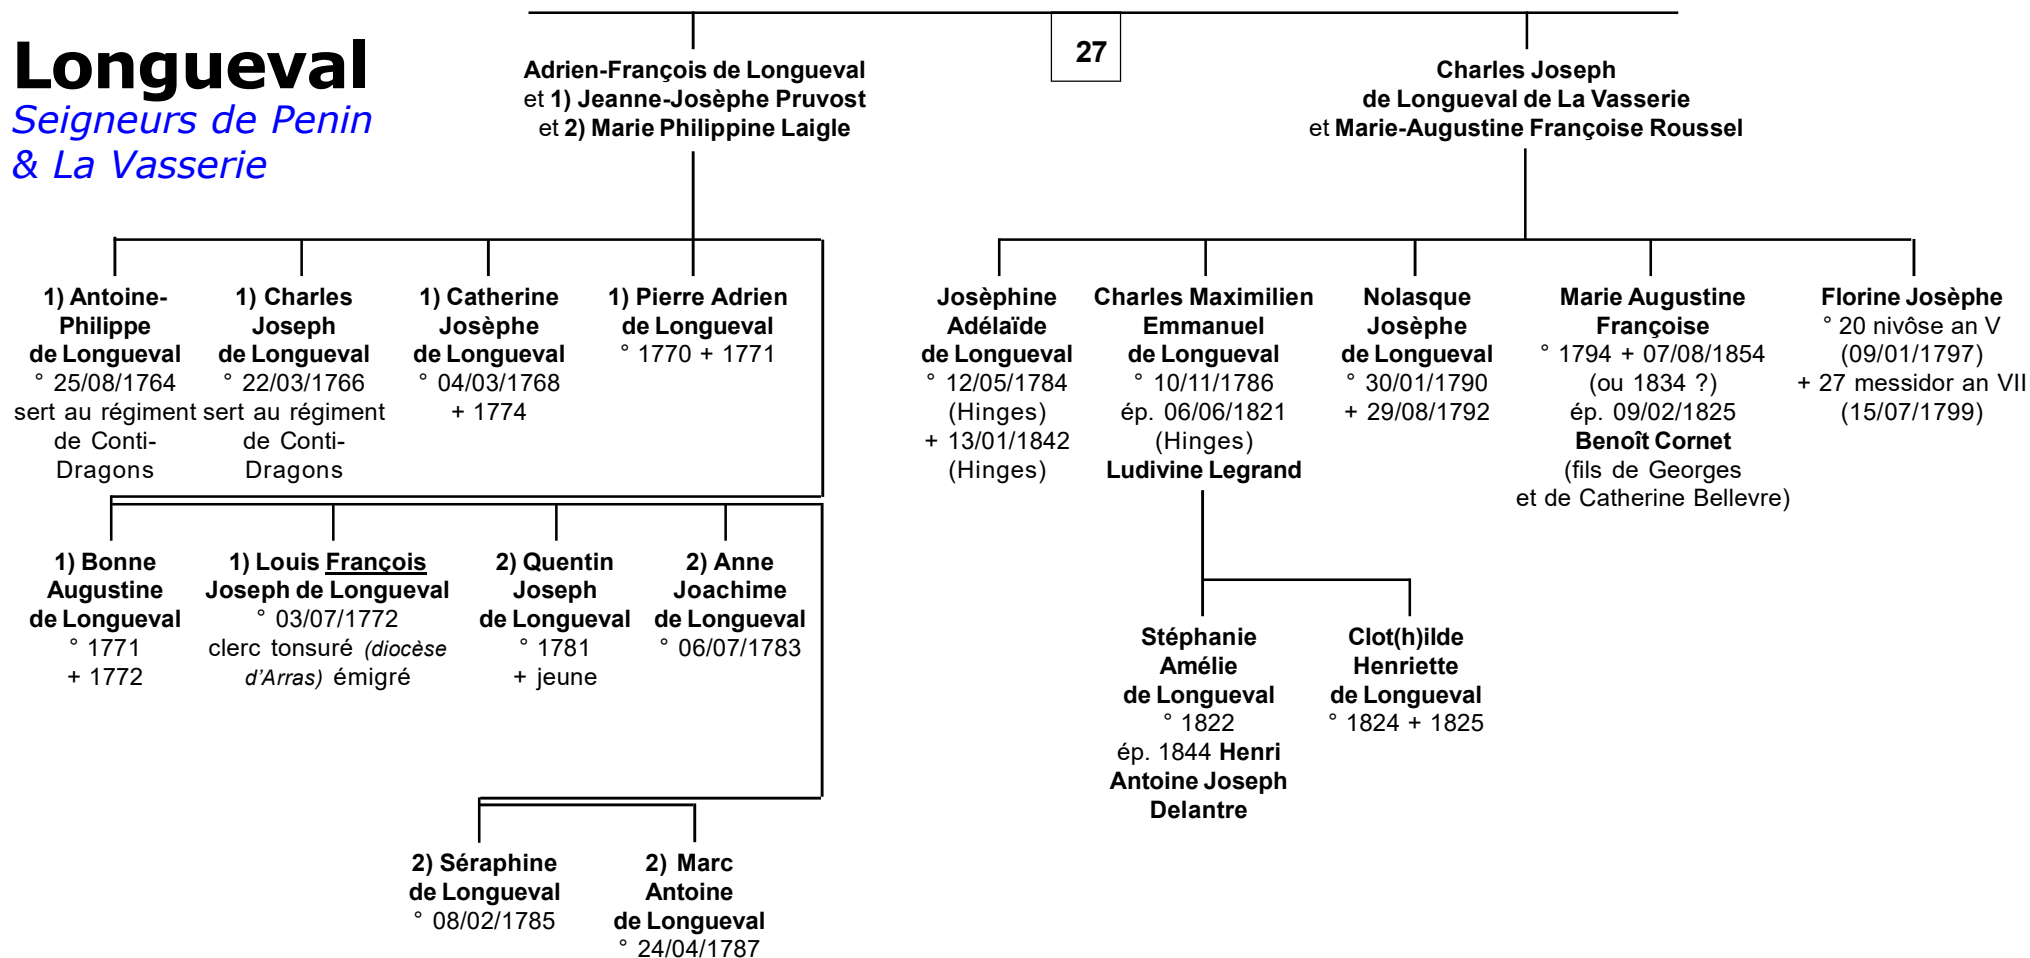 Longueval
Seigneurs de Penin
& La Vasserie
27
Adrien-François de Longueval
et 1) Jeanne-Josèphe Pruvost
et 2) Marie Philippine Laigle
Charles Joseph
de Longueval de La Vasserie
et Marie-Augustine Françoise Roussel
1) Antoine-
Philippe
de Longueval
° 25/08/1764
sert au régiment
de Conti-
Dragons
1) Charles
Joseph
de Longueval
° 22/03/1766
sert au régiment
de Conti-
Dragons
1) Catherine
Josèphe
de Longueval
° 04/03/1768
+ 1774
1) Pierre Adrien
de Longueval
° 1770 + 1771
Josèphine
Adélaïde
de Longueval
° 12/05/1784
(Hinges)
+ 13/01/1842
(Hinges)
Charles Maximilien
Emmanuel
de Longueval
° 10/11/1786
ép. 06/06/1821
(Hinges)
Ludivine Legrand
Nolasque
Josèphe
de Longueval
° 30/01/1790
+ 29/08/1792
Marie Augustine
Françoise
° 1794 + 07/08/1854
(ou 1834 ?)
ép. 09/02/1825
Benoît Cornet
(fils de Georges
et de Catherine Bellevre)
Florine Josèphe
° 20 nivôse an V
(09/01/1797)
+ 27 messidor an VII
(15/07/1799)
1) Bonne
Augustine
de Longueval
° 1771
+ 1772
1) Louis François
Joseph de Longueval
° 03/07/1772
clerc tonsuré (diocèse
d'Arras) émigré
2) Quentin
Joseph
de Longueval
° 1781
+ jeune
2) Anne
Joachime
de Longueval
° 06/07/1783
Stéphanie
Amélie
de Longueval
° 1822
ép. 1844 Henri
Antoine Joseph
Delantre
Clot(h)ilde
Henriette
de Longueval
° 1824 + 1825
2) Séraphine
de Longueval
° 08/02/1785
2) Marc
Antoine
de Longueval
° 24/04/1787